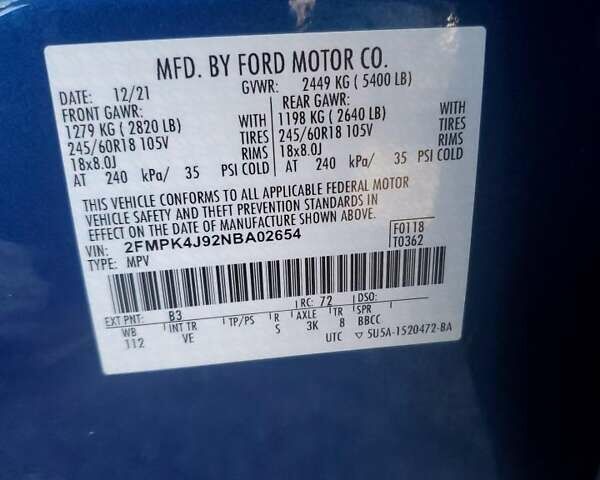 MFD. BY FORD MOTOR CO.
DATE: 12/21 GVWR: 2449 KG ( 5400 LB)
FRONT GAWR: REAR GAWR:
1279 KG ( 2820 LB) WITH 1198 KG ( 2640 LB) WITH
245/60R18 105V TIRES 245/60R18 105V TIRES
18x8.0J RIMS 18x8.0J RIMS
AT 240 kPa/ 35 PSI COLD AT 240 kPa/ 35 PSI COLD
THIS VEHICLE CONFORMS TO ALL APPLICABLE FEDERAL MOTOR
VEHICLE SAFETY AND THEFT PREVENTION STANDARDS IN
EFFECT ON THE DATE OF MANUFACTURE SHOWN ABOVE.
VIN: 2FMPK4J92NBA02654 F0118
TYPE: MPV T0362
EXT PNT: B3 RC: 72 DSO:
WB INT TR TP/PS R AXLE TR SPR
112 VE S 3K 8 BBCC
UTC ▽ 5U5A-1520472-BA